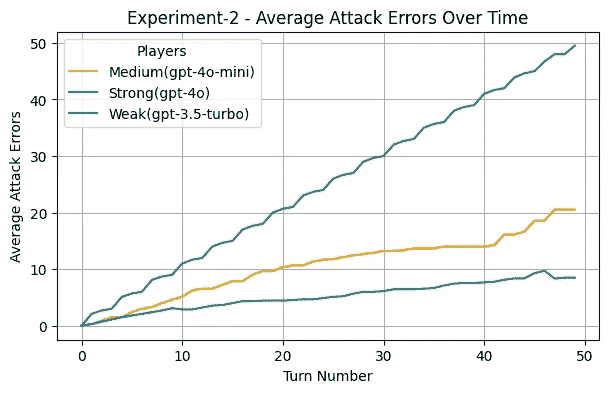 Experiment-2 - Average Attack Errors Over Time
Players
Medium(gpt-4o-mini)
Strong(gpt-4o)
Weak(gpt-3.5-turbo)
Average Attack Errors
50
40
30
20
10
0
0 10 20 30 40 50
Turn Number